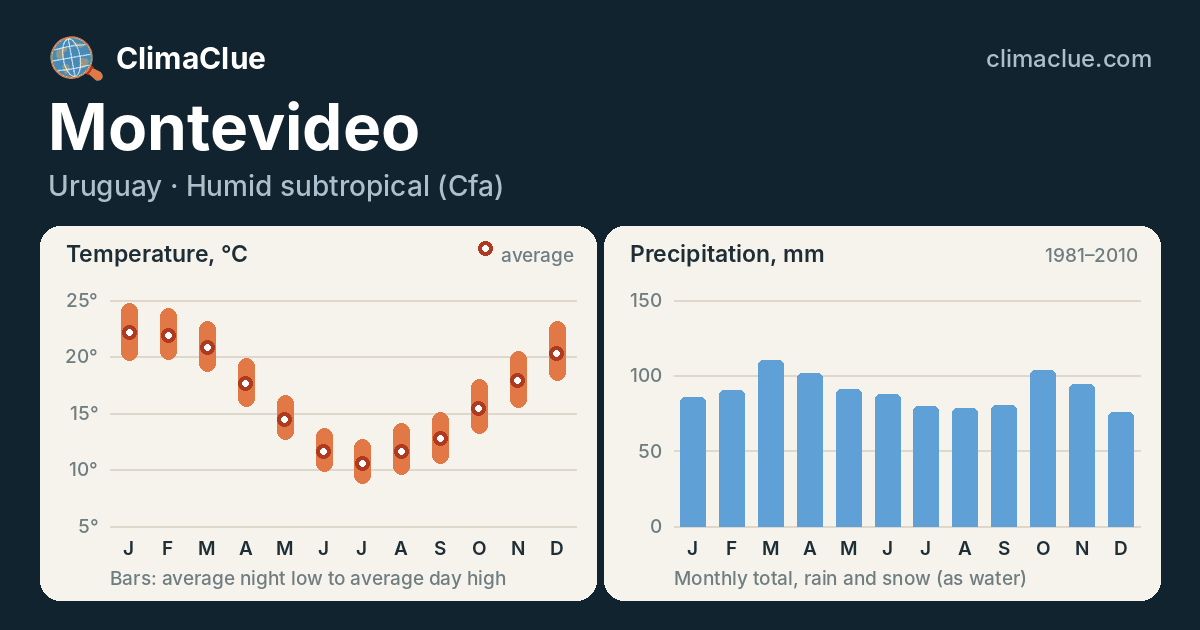 ClimaClue
climaclue.com
Montevideo
Uruguay · Humid subtropical (Cfa)
Temperature, °C
average
25°
20°
15°
10°
5°
J F M A M J J A S O N D
Bars: average night low to average day high
Precipitation, mm
1981–2010
150
100
50
0
J F M A M J J A S O N D
Monthly total, rain and snow (as water)